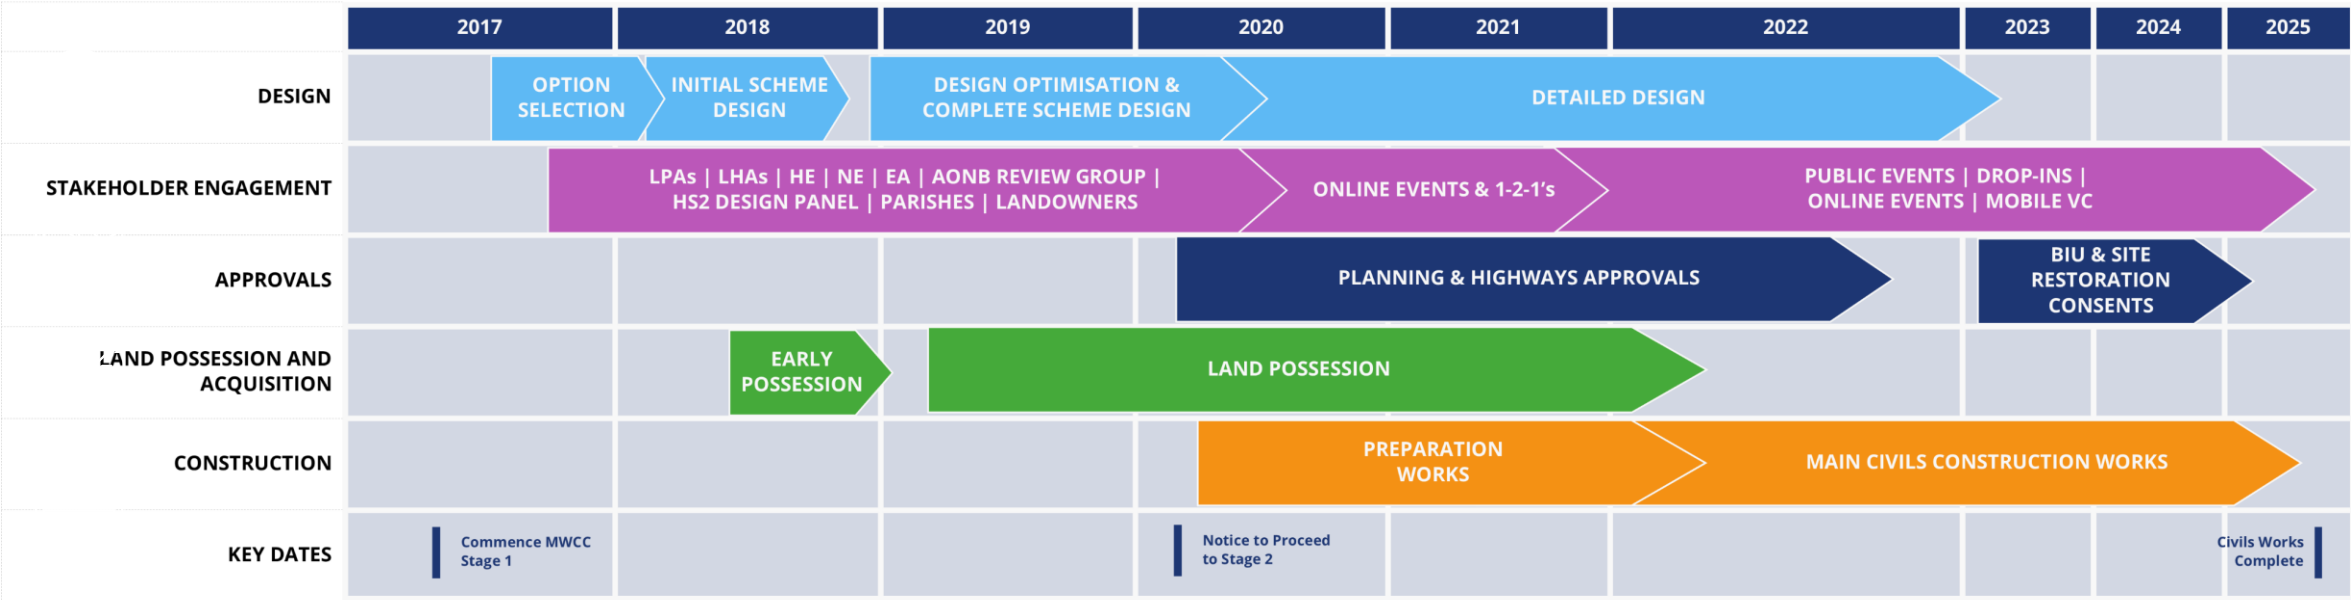 2017 2018 2019 2020 2021 2022 2023 2024 2025
DESIGN
OPTION
SELECTION
INITIAL SCHEME
DESIGN
DESIGN OPTIMISATION &
COMPLETE SCHEME DESIGN
DETAILED DESIGN
STAKEHOLDER ENGAGEMENT
LPAs | LHAs | HE | NE | EA | AONB REVIEW GROUP |
HS2 DESIGN PANEL | PARISHES | LANDOWNERS
ONLINE EVENTS & 1-2-1’s
PUBLIC EVENTS | DROP-INS |
ONLINE EVENTS | MOBILE VC
APPROVALS
PLANNING & HIGHWAYS APPROVALS
BIU & SITE
RESTORATION
CONSENTS
LAND POSSESSION AND
ACQUISITION
EARLY
POSSESSION
LAND POSSESSION
CONSTRUCTION
PREPARATION
WORKS
MAIN CIVILS CONSTRUCTION WORKS
KEY DATES
Commence MWCC
Stage 1
Notice to Proceed
to Stage 2
Civils Works
Complete